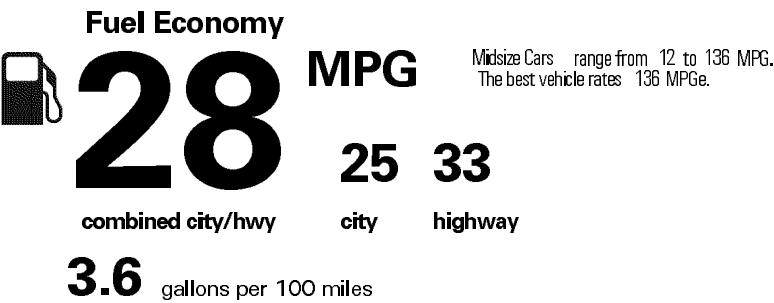 Fuel Economy
28 MPG
Midsize Cars range from 12 to 136 MPG.
The best vehicle rates 136 MPGe.
25 33
combined city/hwy city highway
3.6 gallons per 100 miles